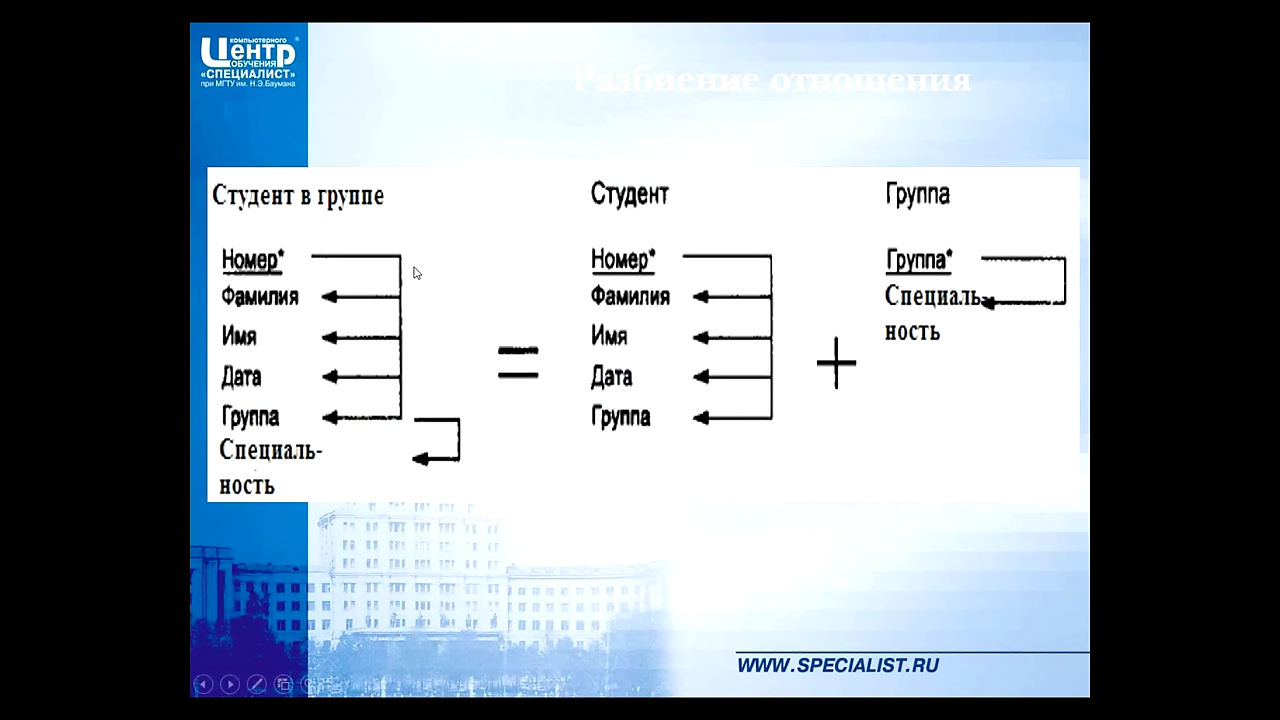 компьютерного
Центр
ОБУЧЕНИЯ
«СПЕЦИАЛИСТ»
при МГТУ им. Н.Э.Баумана
Разбиение отношения
Студент в группе
Номер*
Фамилия
Имя
Дата
Группа
Специаль-
ность
=
Студент
Номер*
Фамилия
Имя
Дата
Группа
+
Группа
Группа*
Специаль-
ность
WWW.SPECIALIST.RU